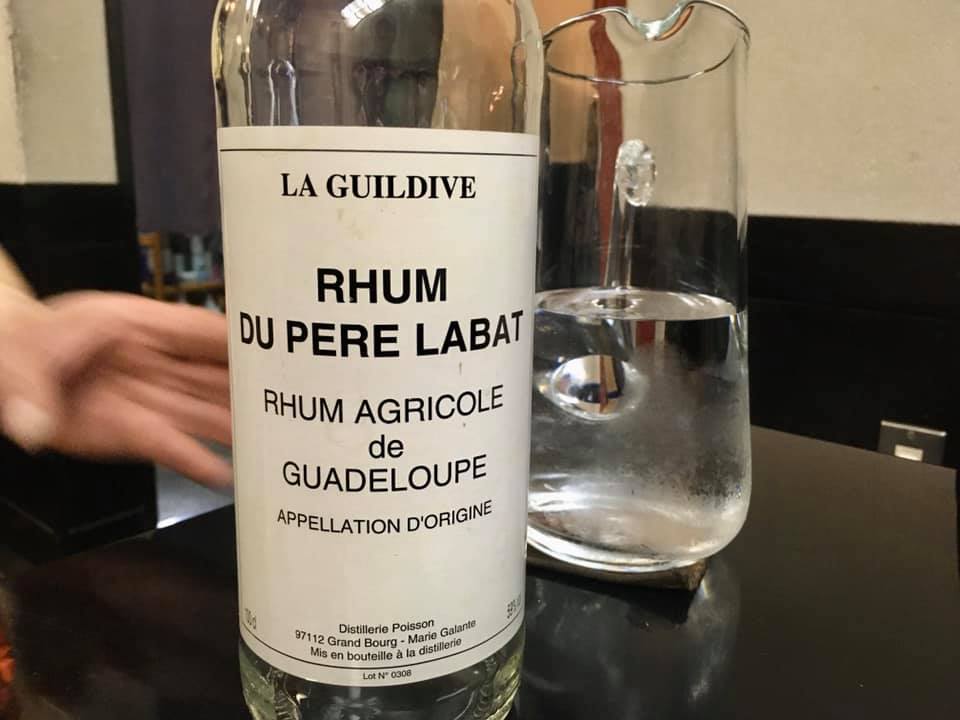 LA GUILDIVE
RHUM
DU PERE LABAT
RHUM AGRICOLE
de
GUADELOUPE
APPELLATION D'ORIGINE
Distillerie Poisson
97112 Grand Bourg - Marie Galante
Mis en bouteille à la distillerie
Lot N° 0308